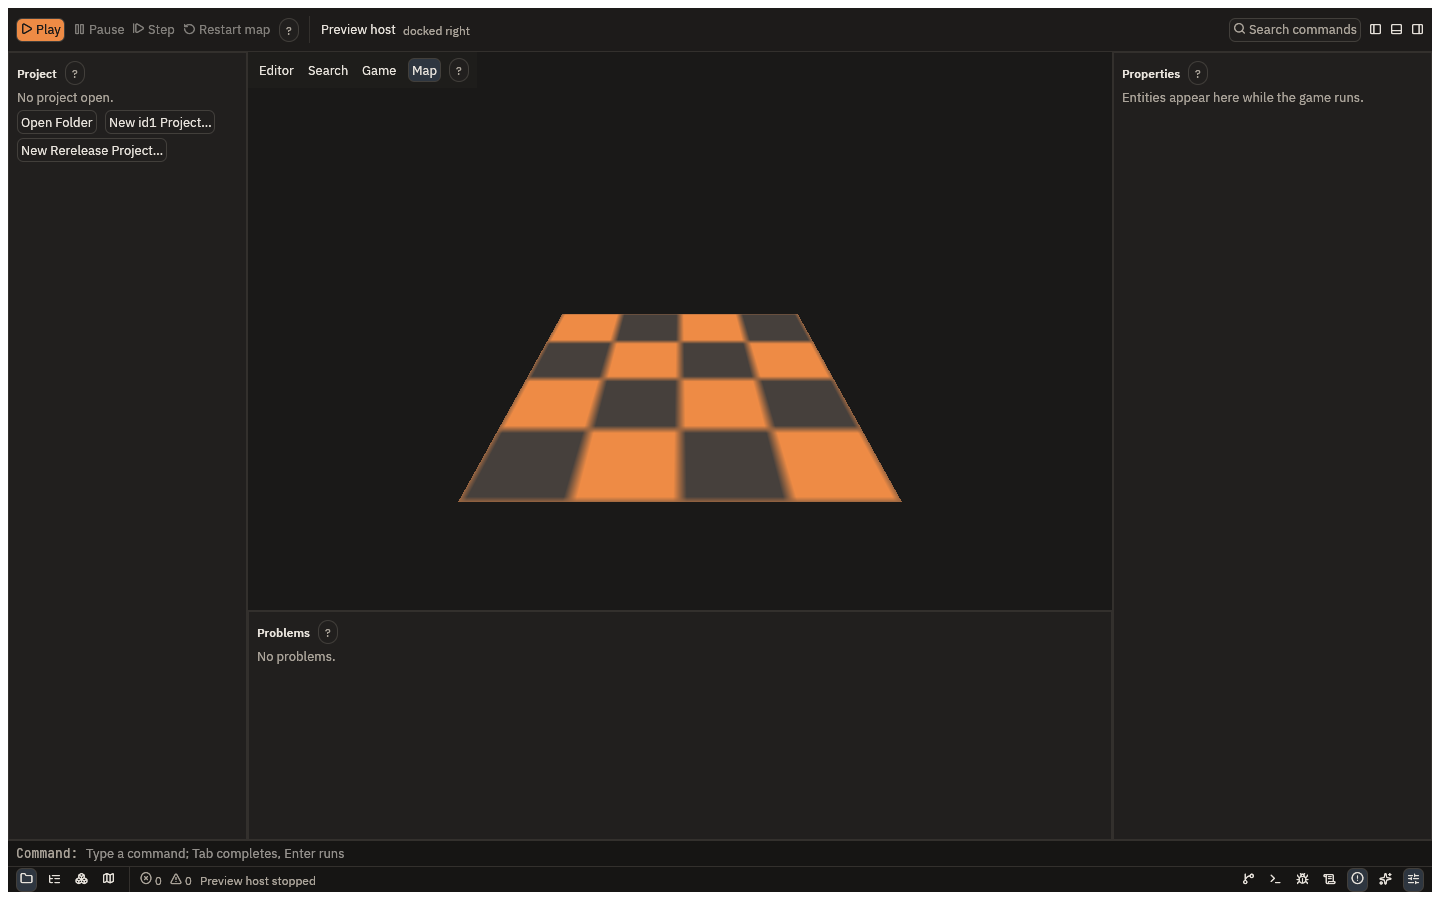 Play Pause Step Restart map ? Preview host docked right Search commands
Project ?
No project open.
Open Folder New id1 Project...
New Rerelease Project...
Editor Search Game Map ?
Problems ?
No problems.
Properties ?
Entities appear here while the game runs.
Command: Type a command; Tab completes, Enter runs
0 0 Preview host stopped